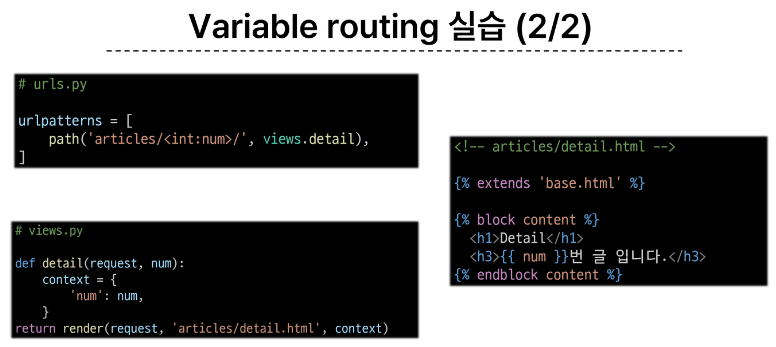 Variable routing 실습 (2/2)
# urls.py
urlpatterns = [
    path('articles/<int:num>/', views.detail),
]
# views.py
def detail(request, num):
    context = {
        'num': num,
    }
return render(request, 'articles/detail.html', context)
<!-- articles/detail.html -->
{% extends 'base.html' %}
{% block content %}
  <h1>Detail</h1>
  <h3>{{ num }}번 글 입니다.</h3>
{% endblock content %}